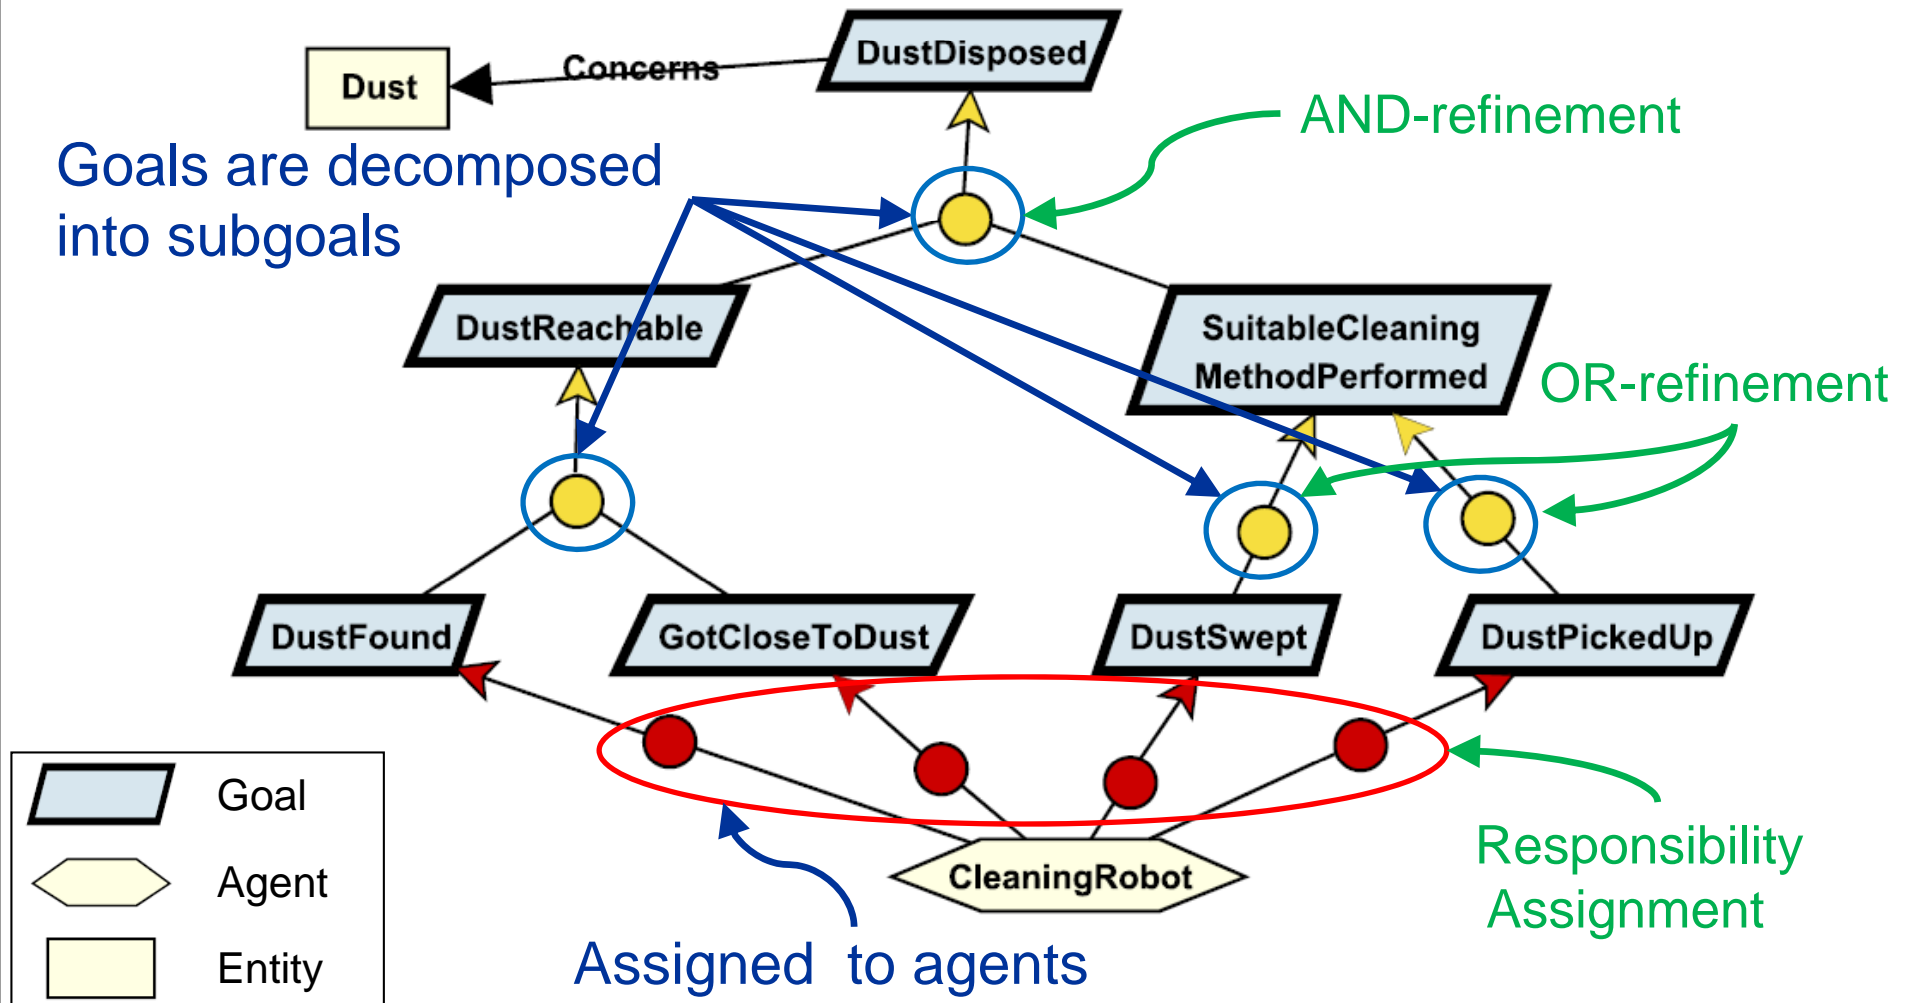 DustDisposed
Concerns
Dust
AND-refinement
Goals are decomposed
into subgoals
DustReachable
SuitableCleaning
MethodPerformed
OR-refinement
DustFound
GotCloseToDust
DustSwept
DustPickedUp
Goal
Agent
Entity
CleaningRobot
Responsibility
Assignment
Assigned to agents